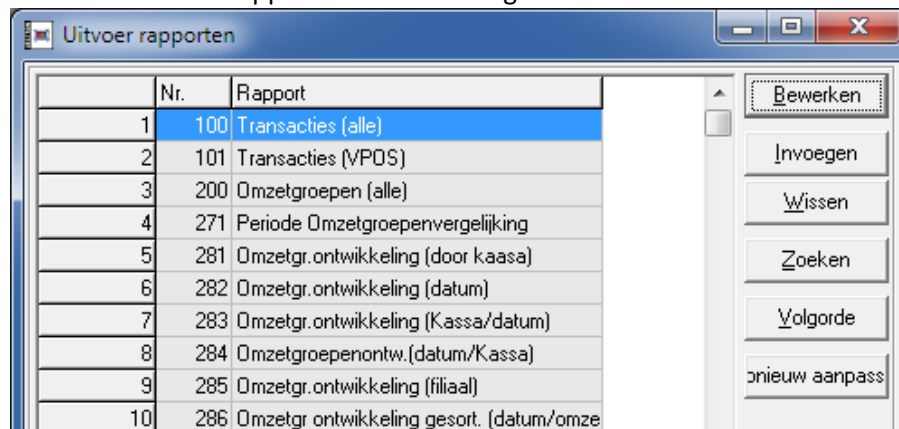 Uitvoer rapporten
Nr. Rapport
1 100 Transacties (alle)
2 101 Transacties (VPOS)
3 200 Omzetgroepen (alle)
4 271 Periode Omzetgroepenvergelijking
5 281 Omzetgr.ontwikkeling (door kaasa)
6 282 Omzetgr.ontwikkeling (datum)
7 283 Omzetgr.ontwikkeling (Kassa/datum)
8 284 Omzetgroepenontw.(datum/Kassa)
9 285 Omzetgr.ontwikkeling (filiaal)
10 286 Omzetgr ontwikkeling gesort. (datum/omze
Bewerken
Invoegen
Wissen
Zoeken
Volgorde
pnieuw aanpass